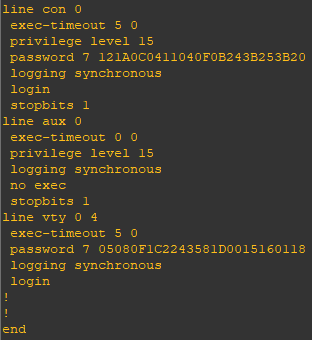 line con 0
 exec-timeout 5 0
 privilege level 15
 password 7 121A0C0411040F0B243B253B20
 logging synchronous
 login
 stopbits 1
line aux 0
 exec-timeout 0 0
 privilege level 15
 logging synchronous
 no exec
 stopbits 1
line vty 0 4
 exec-timeout 5 0
 password 7 05080F1C2243581D0015160118
 logging synchronous
 login
!
!
end